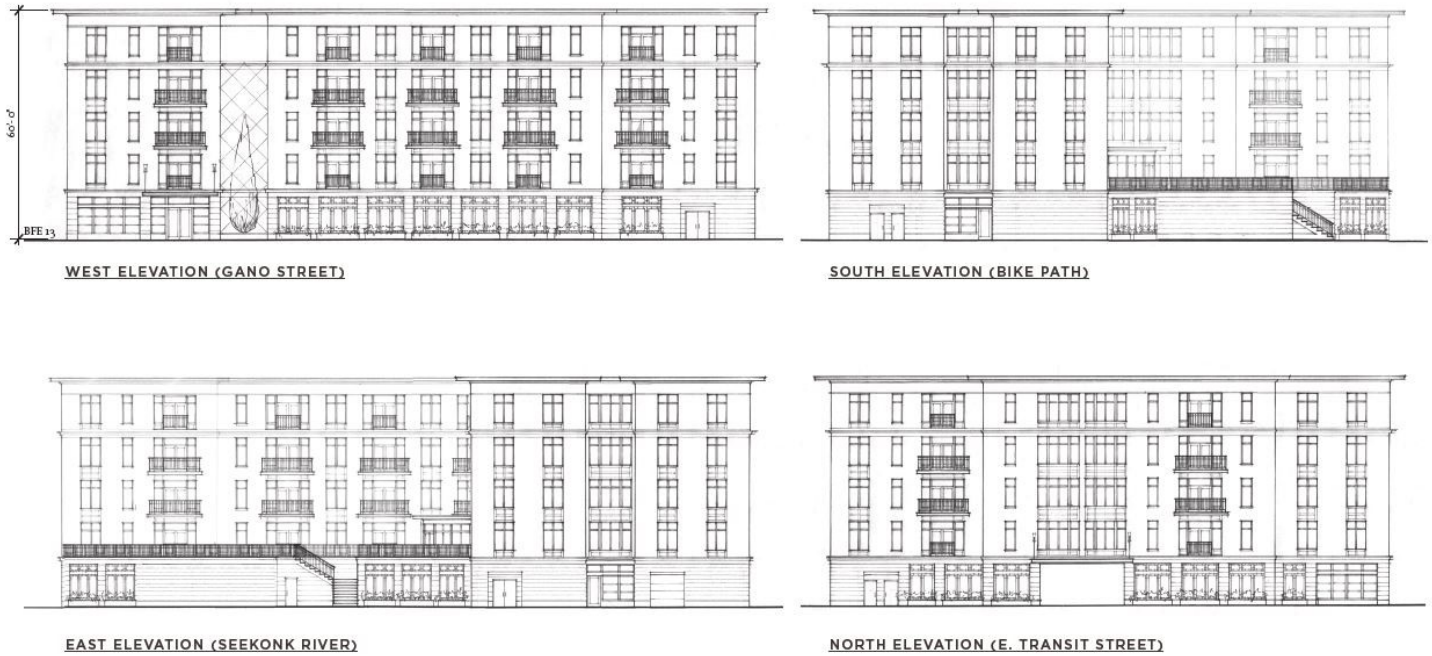 60'-0"
BFE 13
WEST ELEVATION (GANO STREET)
SOUTH ELEVATION (BIKE PATH)
EAST ELEVATION (SEEKONK RIVER)
NORTH ELEVATION (E. TRANSIT STREET)